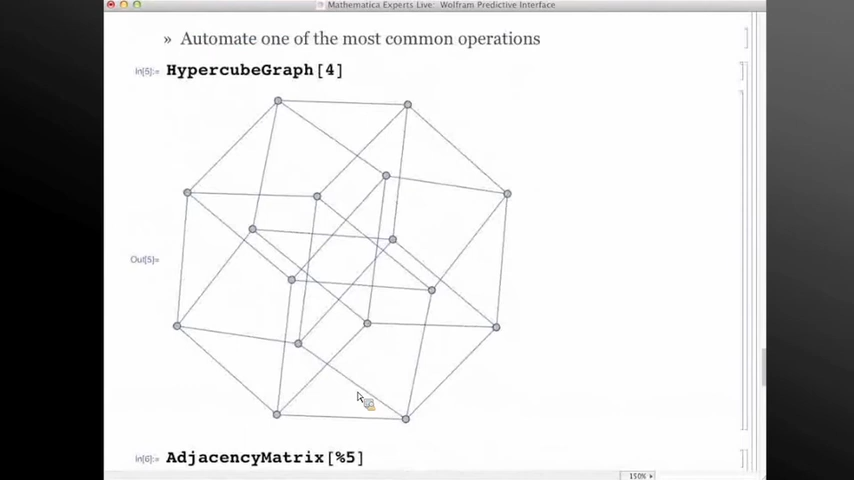 Mathematica Experts Live: Wolfram Predictive Interface
» Automate one of the most common operations
In[5]:= HypercubeGraph[4]
Out[5]=
In[6]:= AdjacencyMatrix[%5]
150%